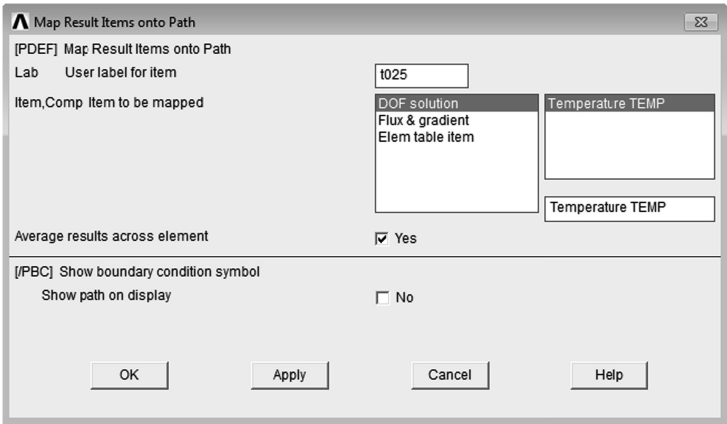 Map Result Items onto Path
[PDEF] Map Result Items onto Path
Lab User label for item t025
Item,Comp Item to be mapped DOF solution Temperature TEMP
Flux & gradient
Elem table item
Temperature TEMP
Average results across element Yes
[/PBC] Show boundary condition symbol
Show path on display No
OK Apply Cancel Help